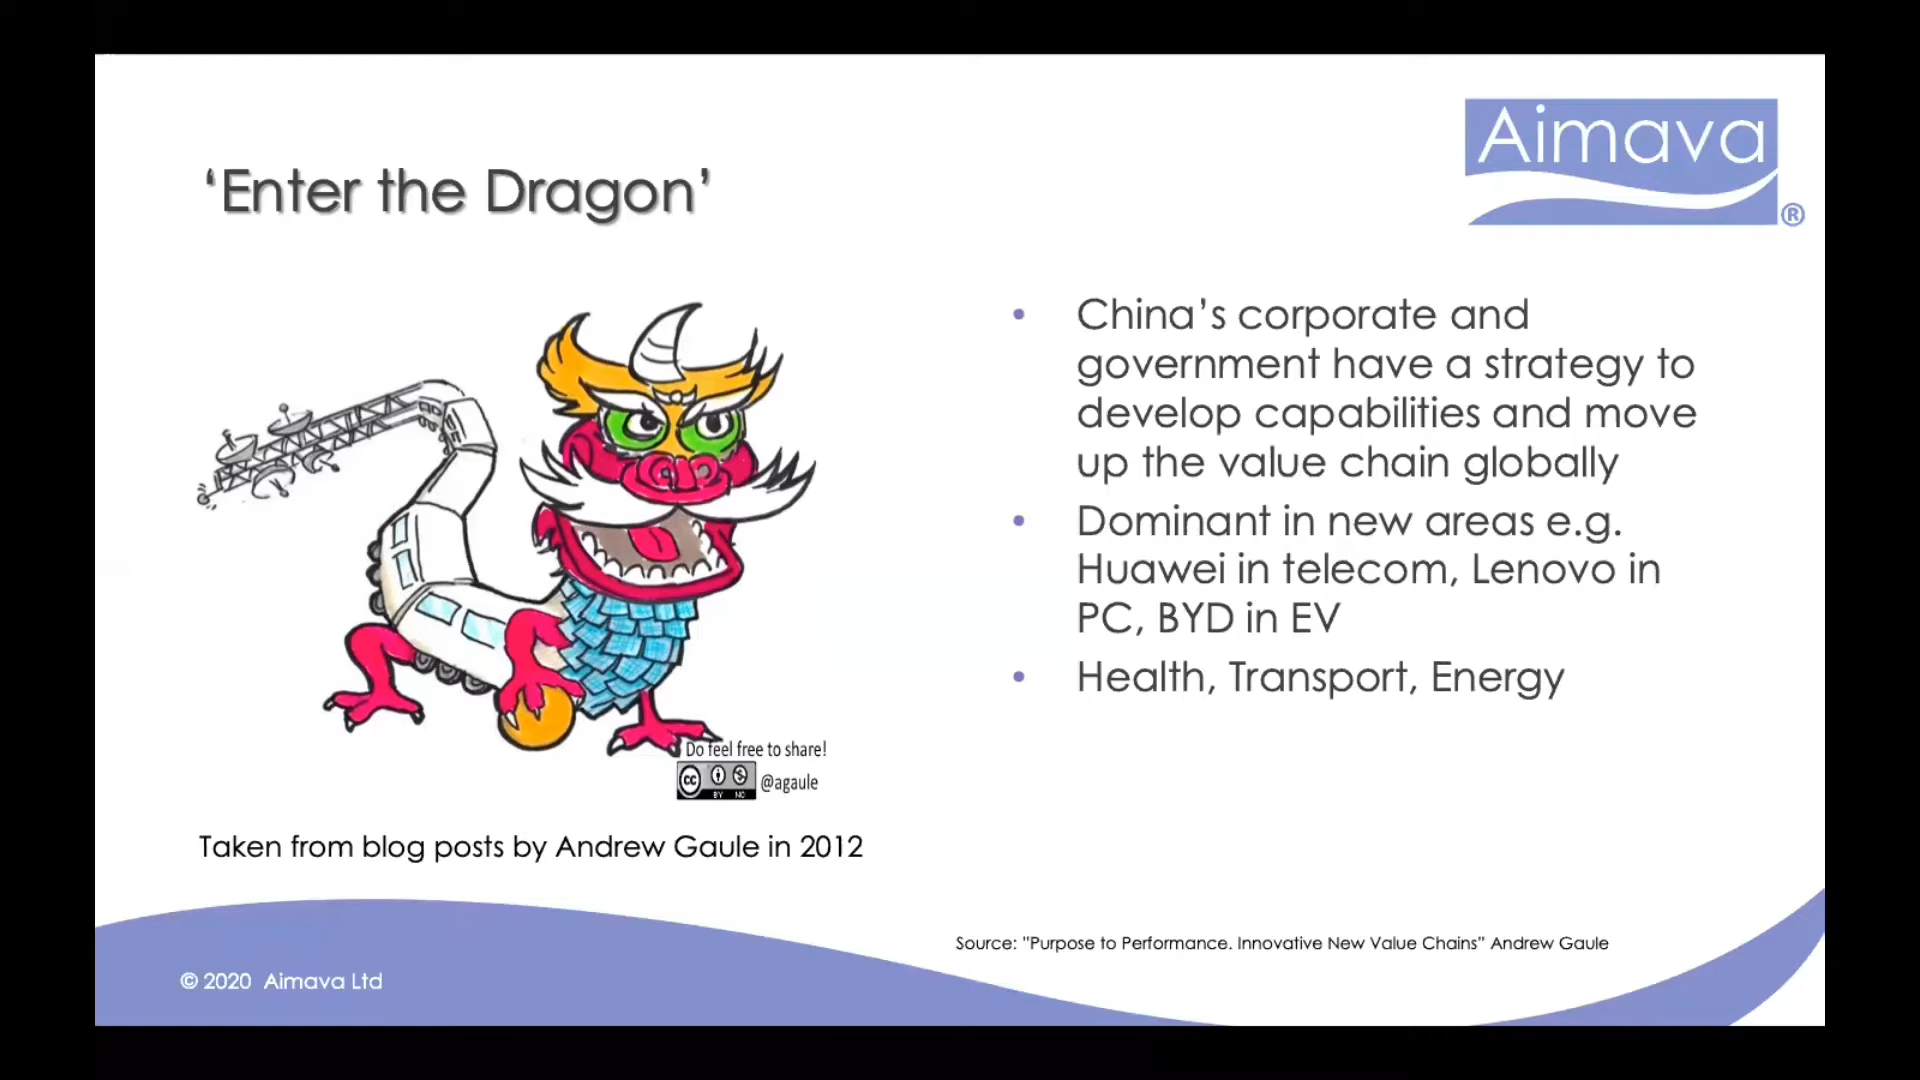 Aimava
®
‘Enter the Dragon’
China’s corporate and
government have a strategy to
develop capabilities and move
up the value chain globally
Dominant in new areas e.g.
Huawei in telecom, Lenovo in
PC, BYD in EV
Health, Transport, Energy
Do feel free to share!
cc
BY NC
@agaule
Taken from blog posts by Andrew Gaule in 2012
Source: "Purpose to Performance. Innovative New Value Chains" Andrew Gaule
© 2020 Aimava Ltd